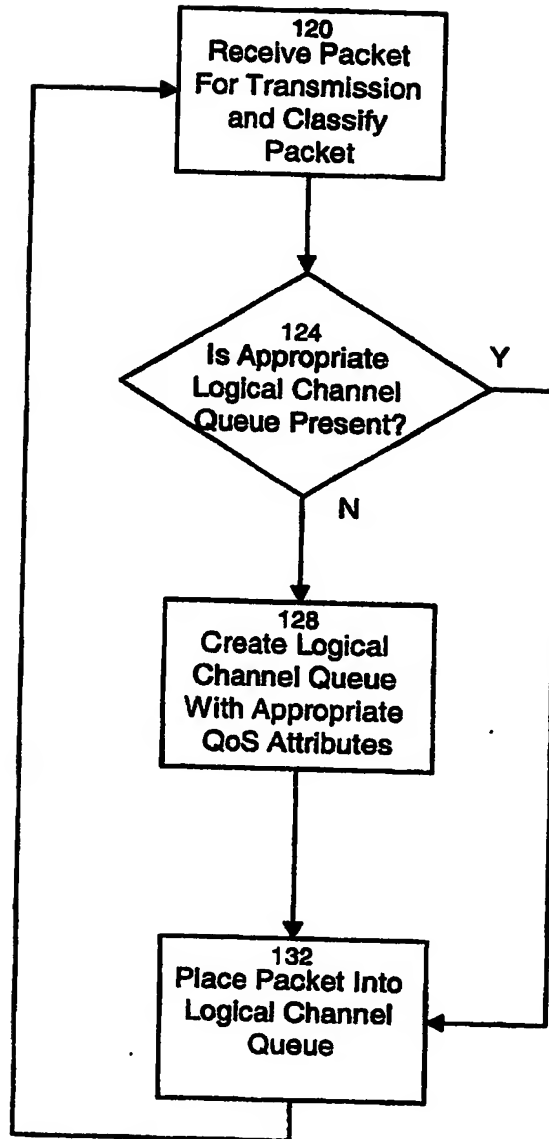 120
Receive Packet
For Transmission
and Classify
Packet
124
Is Appropriate
Logical Channel
Queue Present?
Y
N
128
Create Logical
Channel Queue
With Appropriate
QoS Attributes
132
Place Packet Into
Logical Channel
Queue